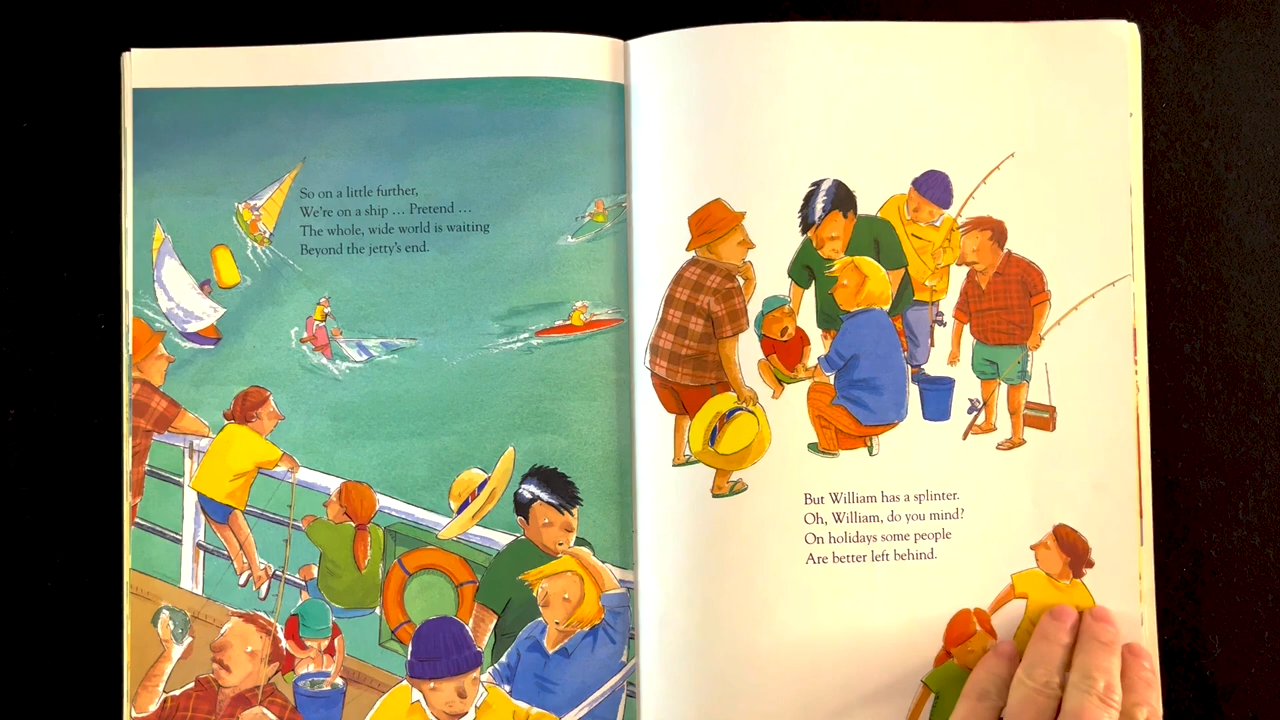 So on a little further,
We're on a ship ... Pretend ...
The whole, wide world is waiting
Beyond the jetty's end.
But William has a splinter.
Oh, William, do you mind?
On holidays some people
Are better left behind.